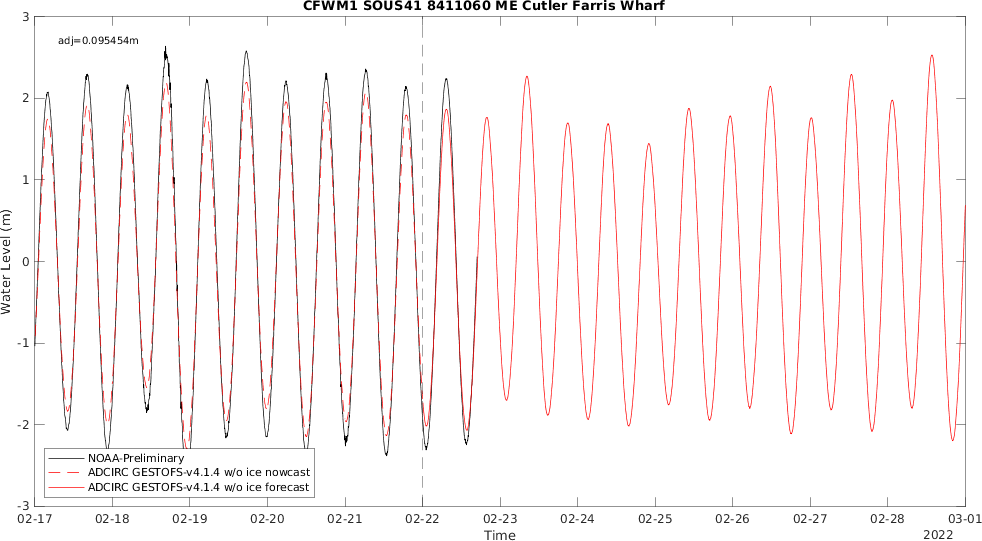 CFWM1 SOUS41 8411060 ME Cutler Farris Wharf
adj=0.095454m
3
2
1
0
-1
-2
-3
Water Level (m)
NOAA-Preliminary
ADCIRC GESTOFS-v4.1.4 w/o ice nowcast
ADCIRC GESTOFS-v4.1.4 w/o ice forecast
02-17 02-18 02-19 02-20 02-21 02-22 02-23 02-24 02-25 02-26 02-27 02-28 03-01
Time
2022